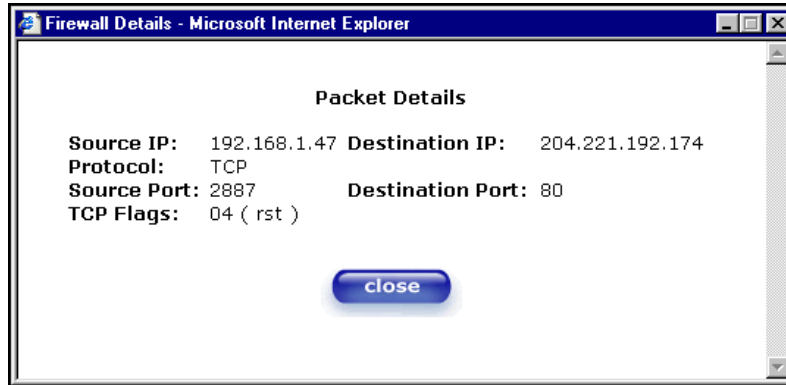 Firewall Details - Microsoft Internet Explorer
Packet Details
Source IP: 192.168.1.47 Destination IP: 204.221.192.174
Protocol: TCP
Source Port: 2887 Destination Port: 80
TCP Flags: 04 ( rst )
close